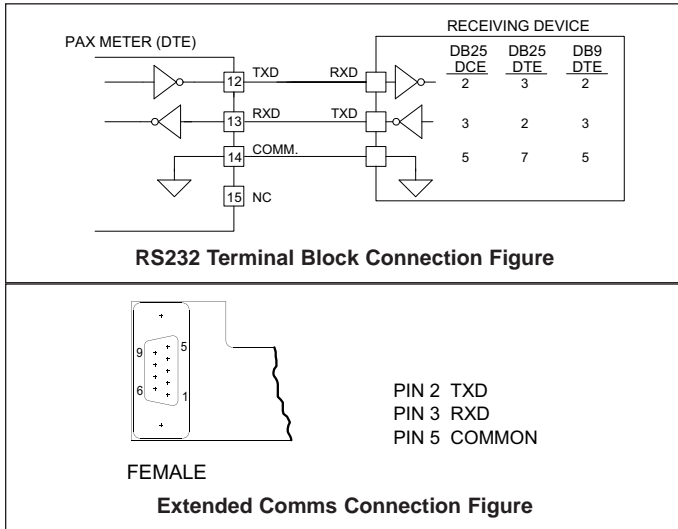 RECEIVING DEVICE
PAX METER (DTE)
DB25 DB25 DB9
DCE DTE DTE
12 TXD RXD 2 3 2
13 RXD TXD 3 2 3
14 COMM. 5 7 5
15 NC
RS232 Terminal Block Connection Figure
9 5
6 1
PIN 2 TXD
PIN 3 RXD
PIN 5 COMMON
FEMALE
Extended Comms Connection Figure